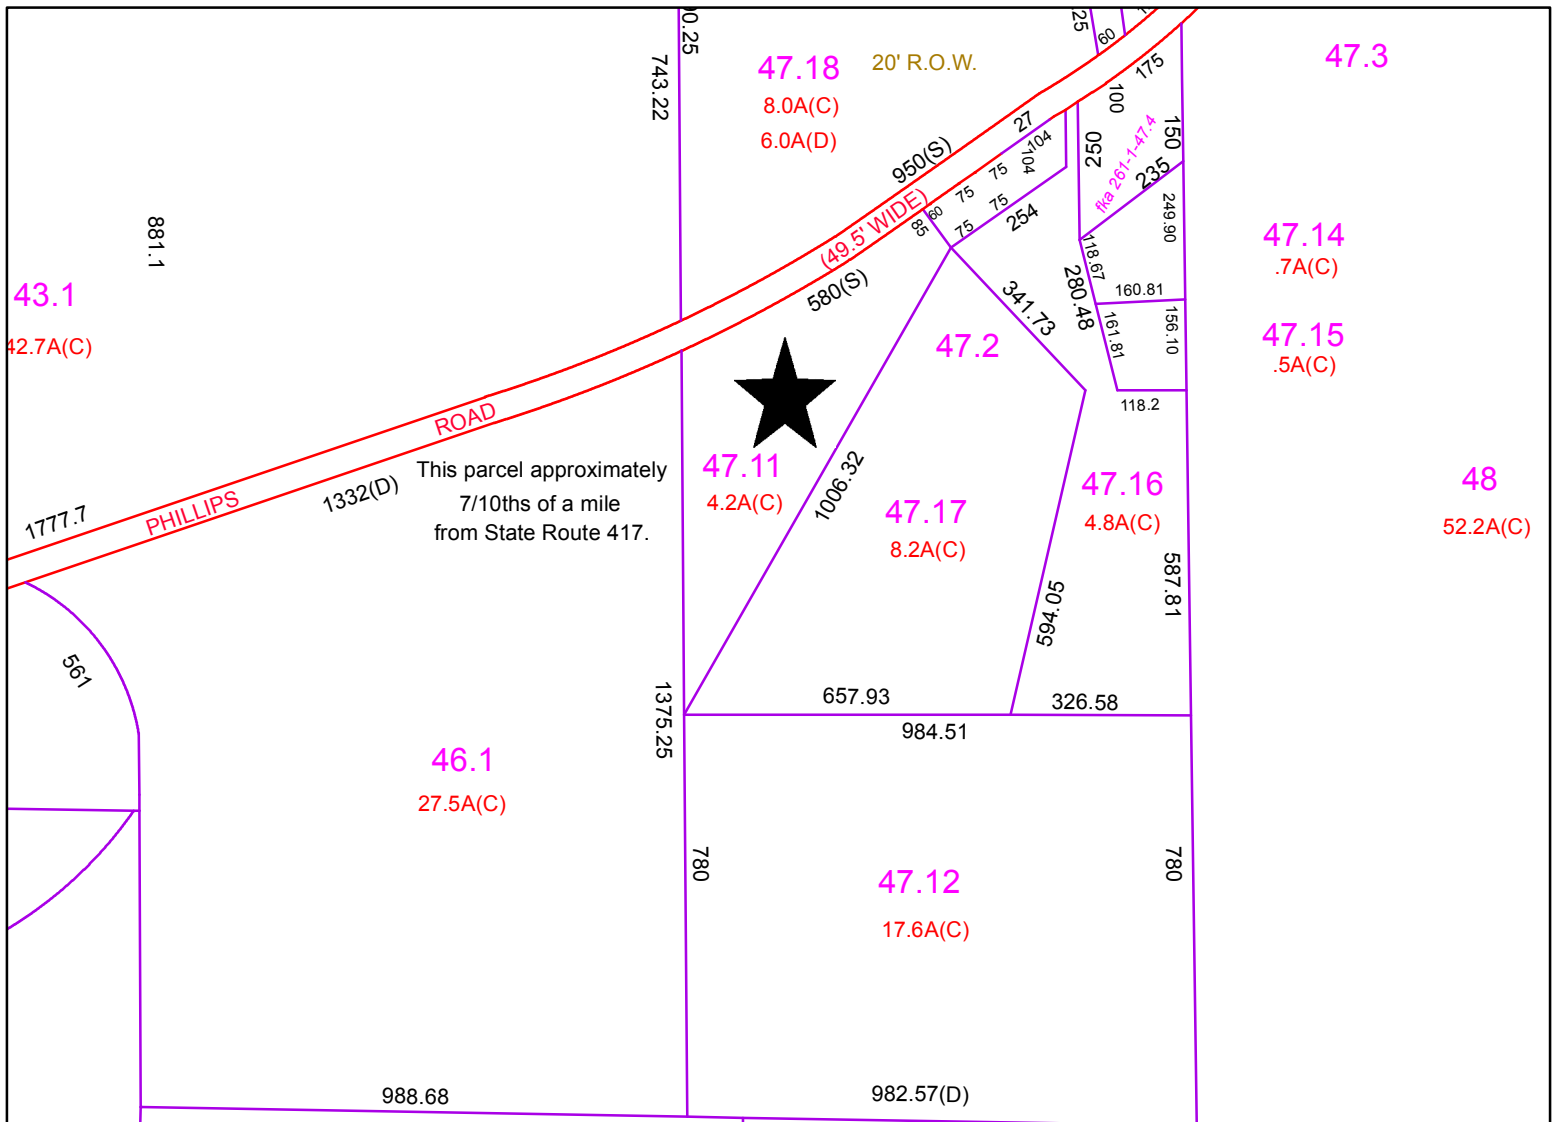 743.22
47.18
8.0A(C)
6.0A(D)
20' R.O.W.
60
175
47.3
100
27
104
704
950(S)
75
75
60
75
75
85
254
(49.5' WIDE)
580(S)
250
fka 261-1-47.4
150
235
249.90
881.1
43.1
42.7A(C)
118.67
280.48
160.81
161.81
156.10
118.2
47.14
.7A(C)
47.15
.5A(C)
341.73
47.2
ROAD
PHILLIPS
1777.7
1332(D)
This parcel approximately
7/10ths of a mile
from State Route 417.
47.11
4.2A(C)
1006.32
47.17
8.2A(C)
47.16
4.8A(C)
48
52.2A(C)
587.81
594.05
561
657.93
326.58
984.51
1375.25
46.1
27.5A(C)
780
47.12
17.6A(C)
780
988.68
982.57(D)